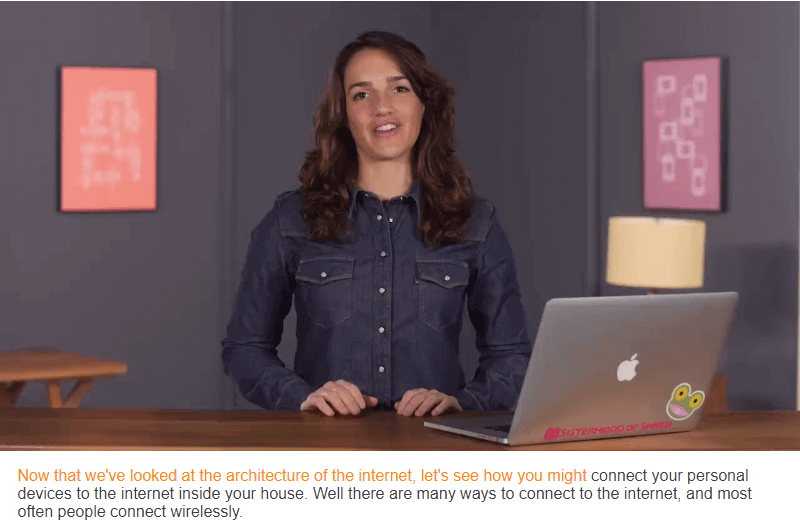 SISTERHOOD OF
Now that we've looked at the architecture of the internet, let's see how you might connect your personal
devices to the internet inside your house. Well there are many ways to connect to the internet, and most
often people connect wirelessly.